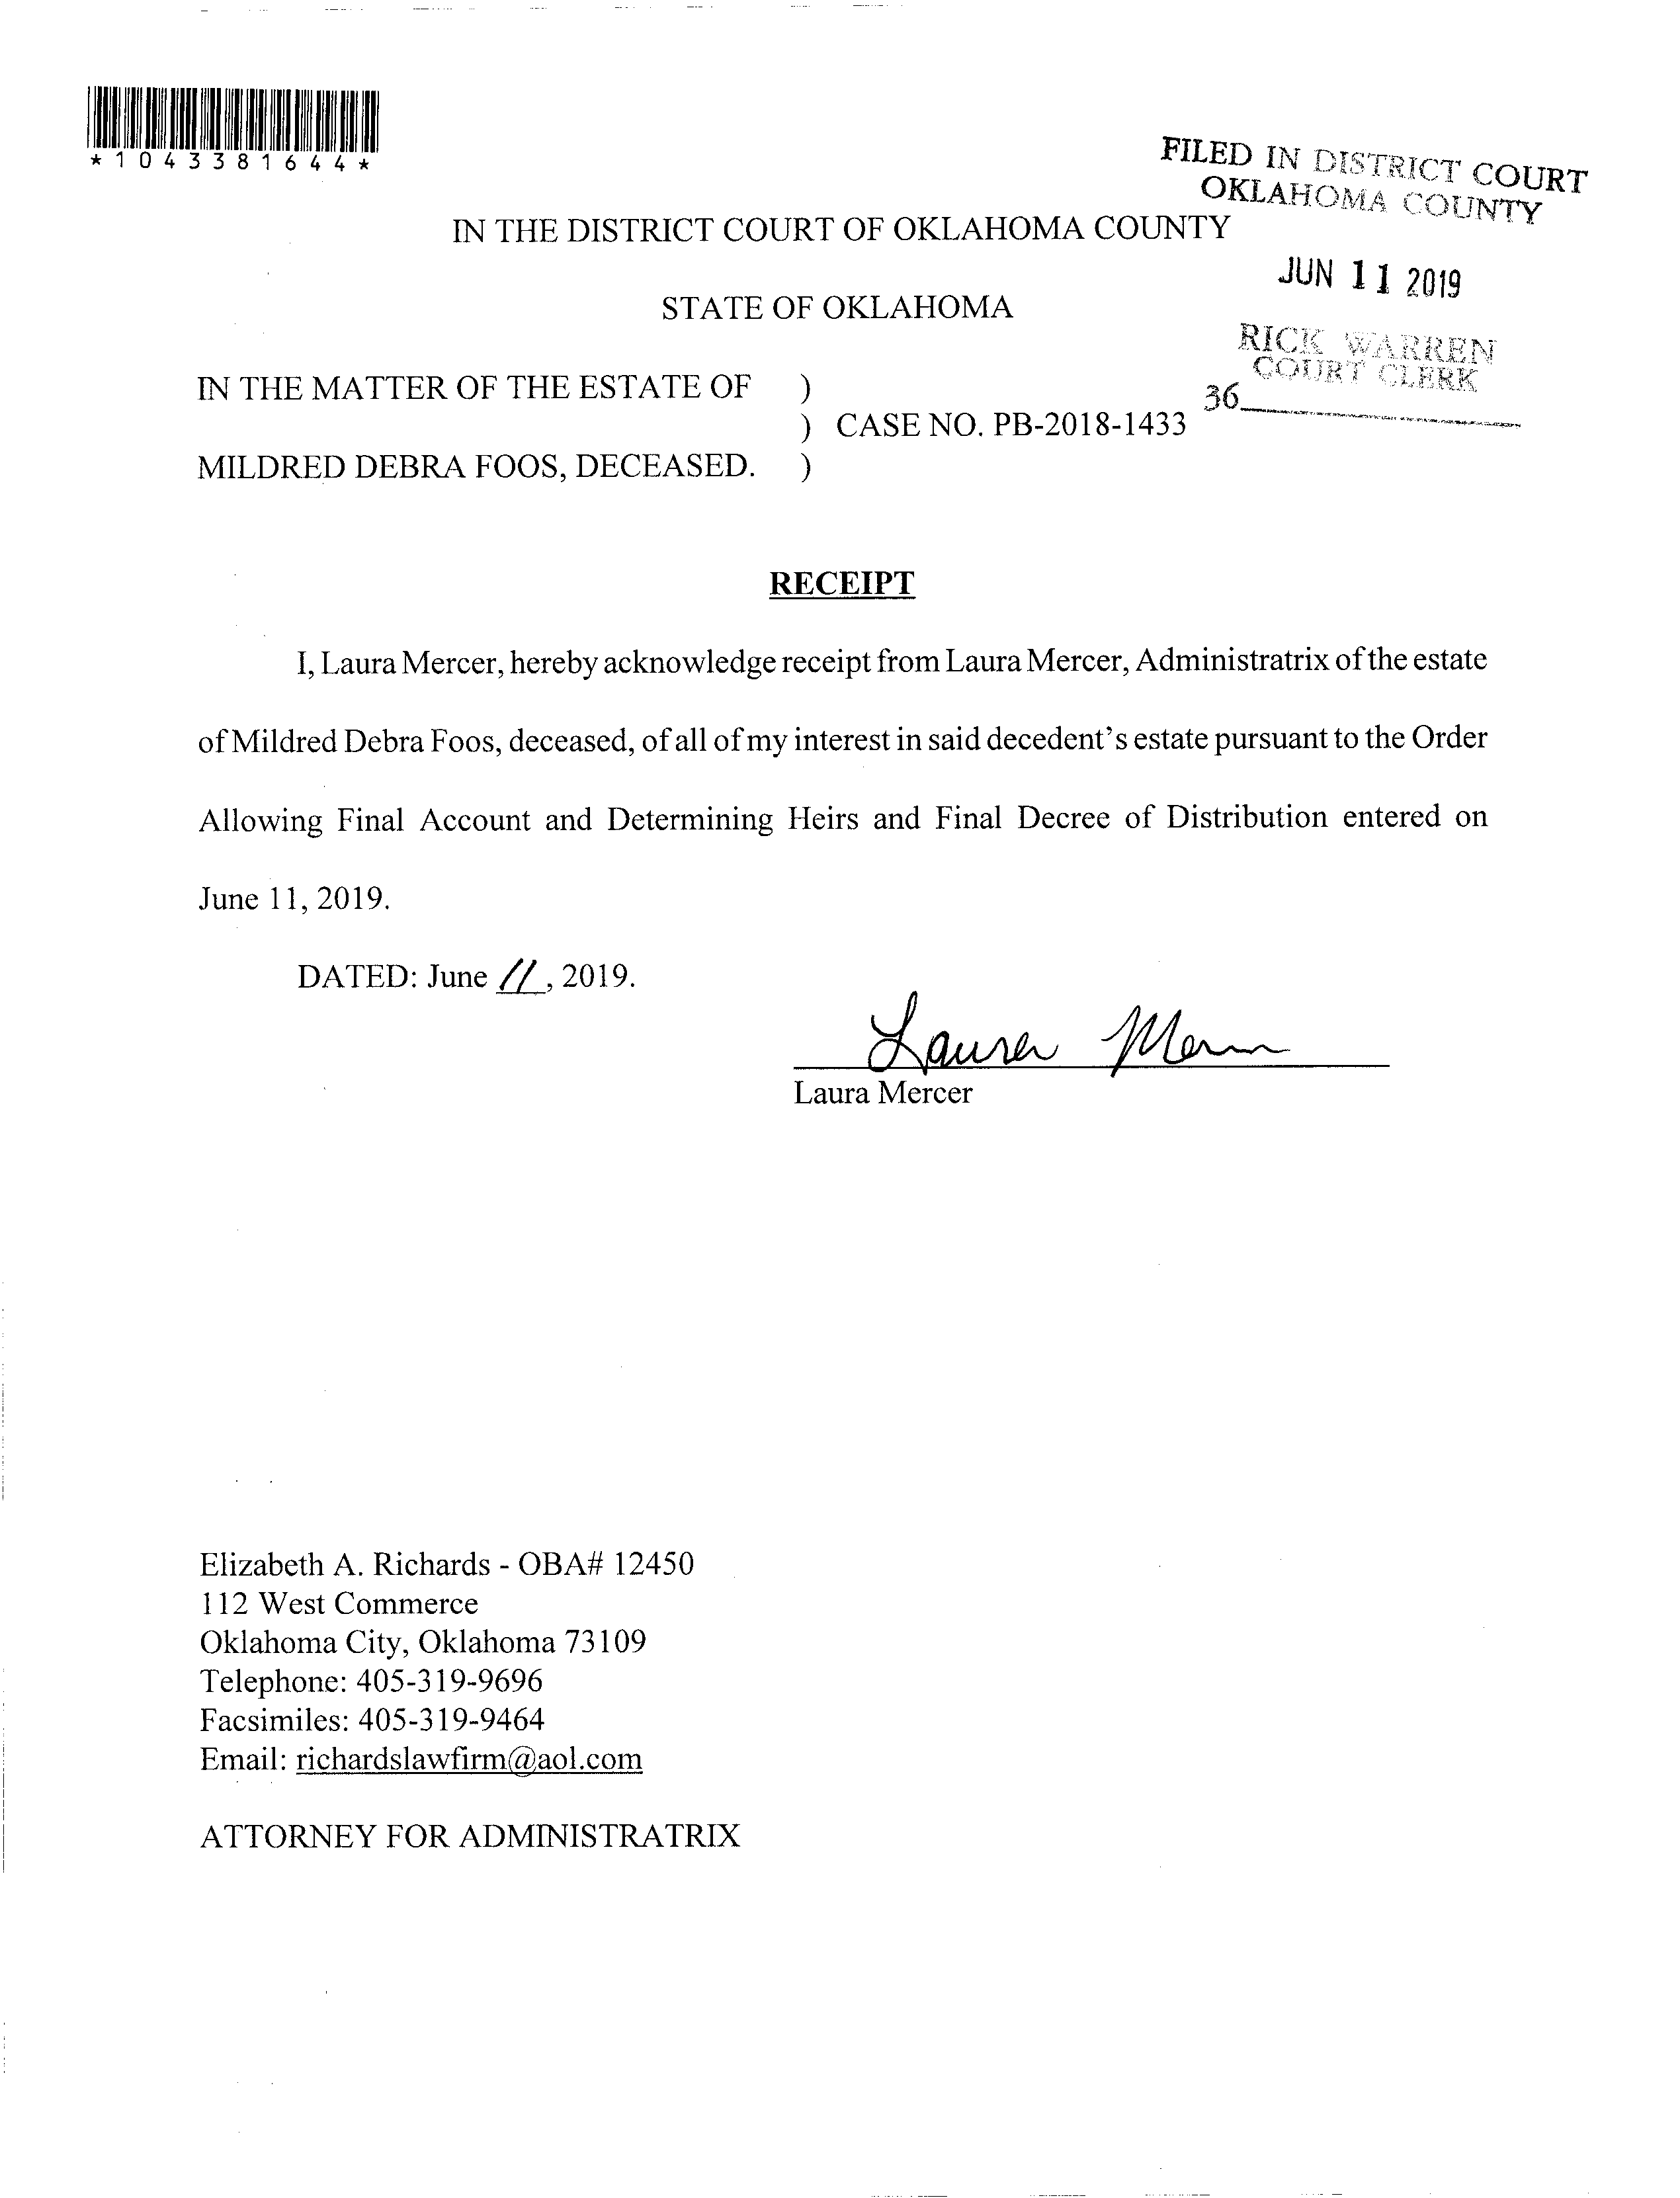 *1043381644*
FILED IN DISTRICT COURT
OKLAHOMA COUNTY
IN THE DISTRICT COURT OF OKLAHOMA COUNTY
JUN 11 2019
STATE OF OKLAHOMA
RICK WARREN
COURT CLERK
36
IN THE MATTER OF THE ESTATE OF )
) CASE NO. PB-2018-1433
MILDRED DEBRA FOOS, DECEASED. )
RECEIPT
I, Laura Mercer, hereby acknowledge receipt from Laura Mercer, Administratrix of the estate
of Mildred Debra Foos, deceased, of all of my interest in said decedent's estate pursuant to the Order
Allowing Final Account and Determining Heirs and Final Decree of Distribution entered on
June 11, 2019.
DATED: June 11, 2019.
Laura Mercer
Laura Mercer
Elizabeth A. Richards - OBA# 12450
112 West Commerce
Oklahoma City, Oklahoma 73109
Telephone: 405-319-9696
Facsimiles: 405-319-9464
Email: richardslawfirm@aol.com
ATTORNEY FOR ADMINISTRATRIX